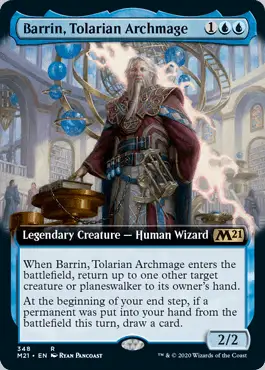 Barrin, Tolarian Archmage 1
Legendary Creature — Human Wizard M21
When Barrin, Tolarian Archmage enters the
battlefield, return up to one other target
creature or planeswalker to its owner's hand.
At the beginning of your end step, if a
permanent was put into your hand from the
battlefield this turn, draw a card.
2/2
348 R
M21 • EN Ryan Pancoast
™ & © 2020 Wizards of the Coast